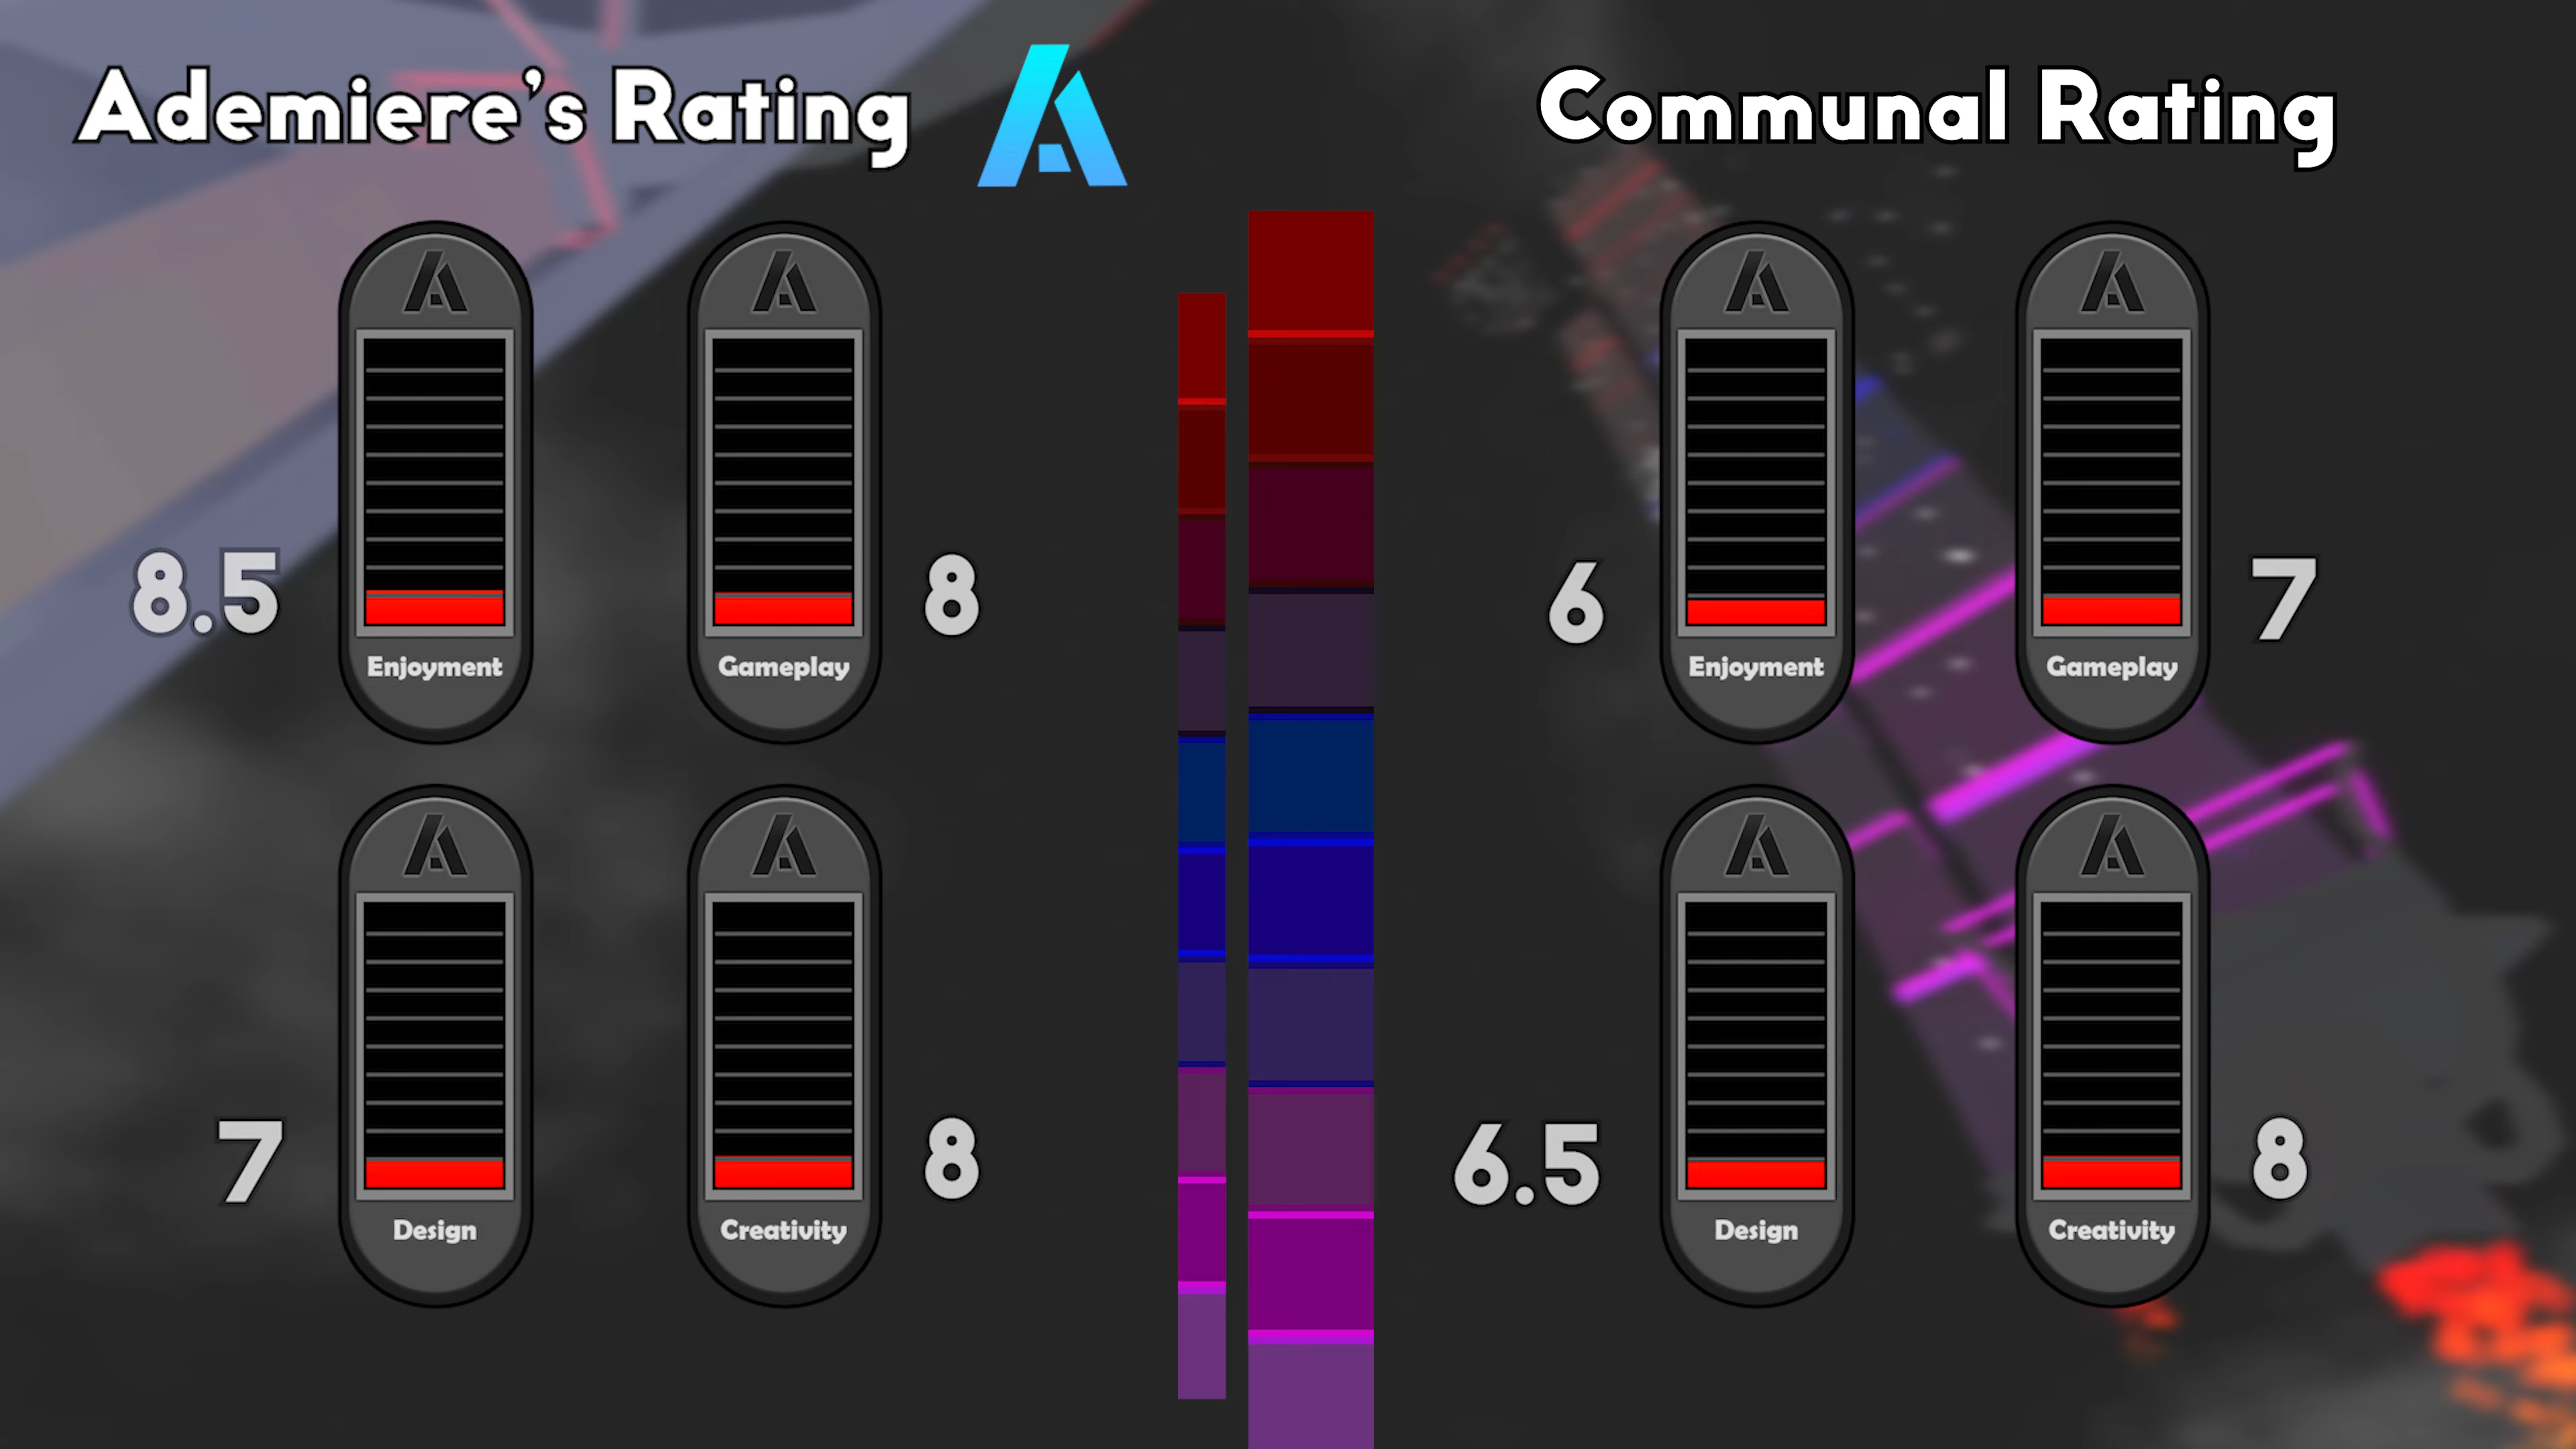 Ademiere's Rating
Communal Rating
8.5
8
6
7
Enjoyment
Gameplay
Enjoyment
Gameplay
7
8
6.5
8
Design
Creativity
Design
Creativity